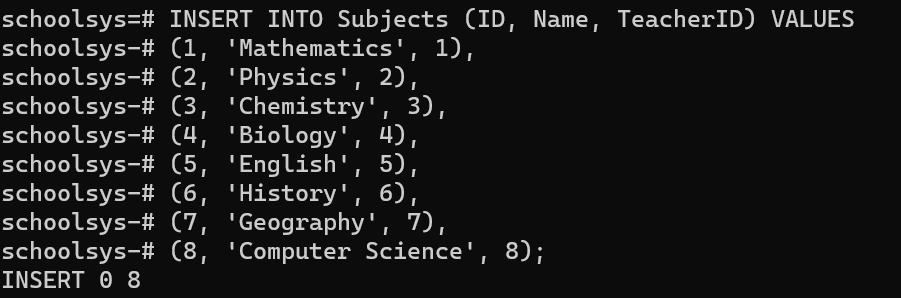 schoolsys=# INSERT INTO Subjects (ID, Name, TeacherID) VALUES
schoolsys-# (1, 'Mathematics', 1),
schoolsys-# (2, 'Physics', 2),
schoolsys-# (3, 'Chemistry', 3),
schoolsys-# (4, 'Biology', 4),
schoolsys-# (5, 'English', 5),
schoolsys-# (6, 'History', 6),
schoolsys-# (7, 'Geography', 7),
schoolsys-# (8, 'Computer Science', 8);
INSERT 0 8